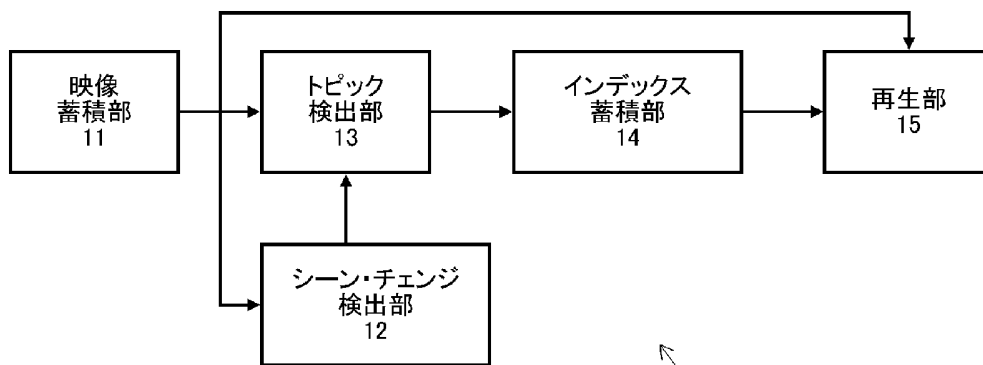 映像
蓄積部
11
トピック
検出部
13
インデックス
蓄積部
14
再生部
15
シーン・チェンジ
検出部
12